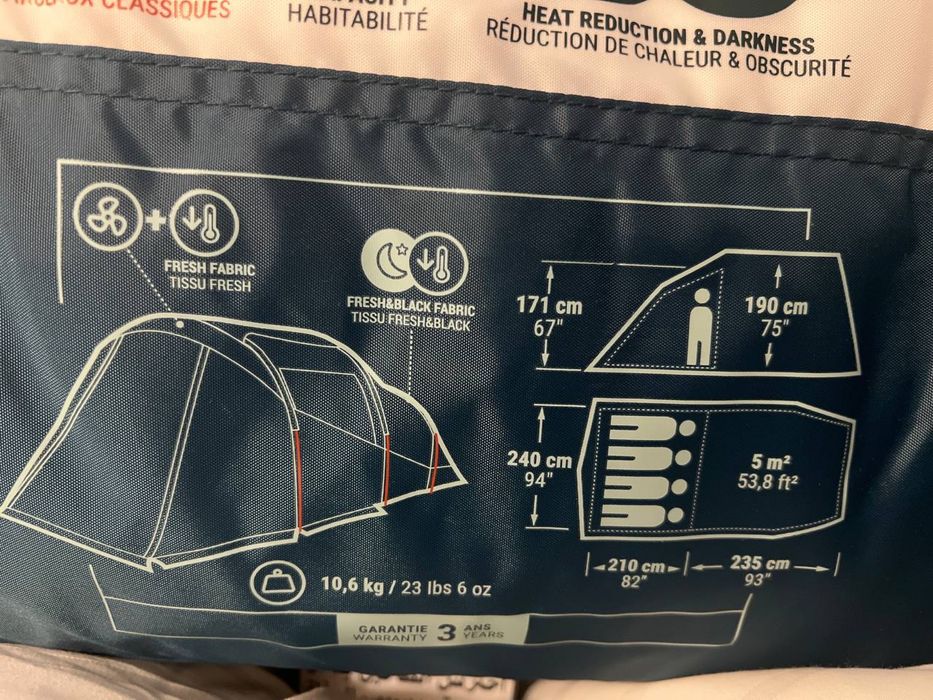 CLASSIQUES
HABITABILITÉ
HEAT REDUCTION & DARKNESS
RÉDUCTION DE CHALEUR & OBSCURITÉ
+
FRESH FABRIC
TISSU FRESH
FRESH&BLACK FABRIC
TISSU FRESH&BLACK
171 cm
67"
190 cm
75"
240 cm
94"
5 m²
53,8 ft²
210 cm
82"
235 cm
93"
10,6 kg / 23 lbs 6 oz
GARANTIE
WARRANTY
3
ANS
YEARS